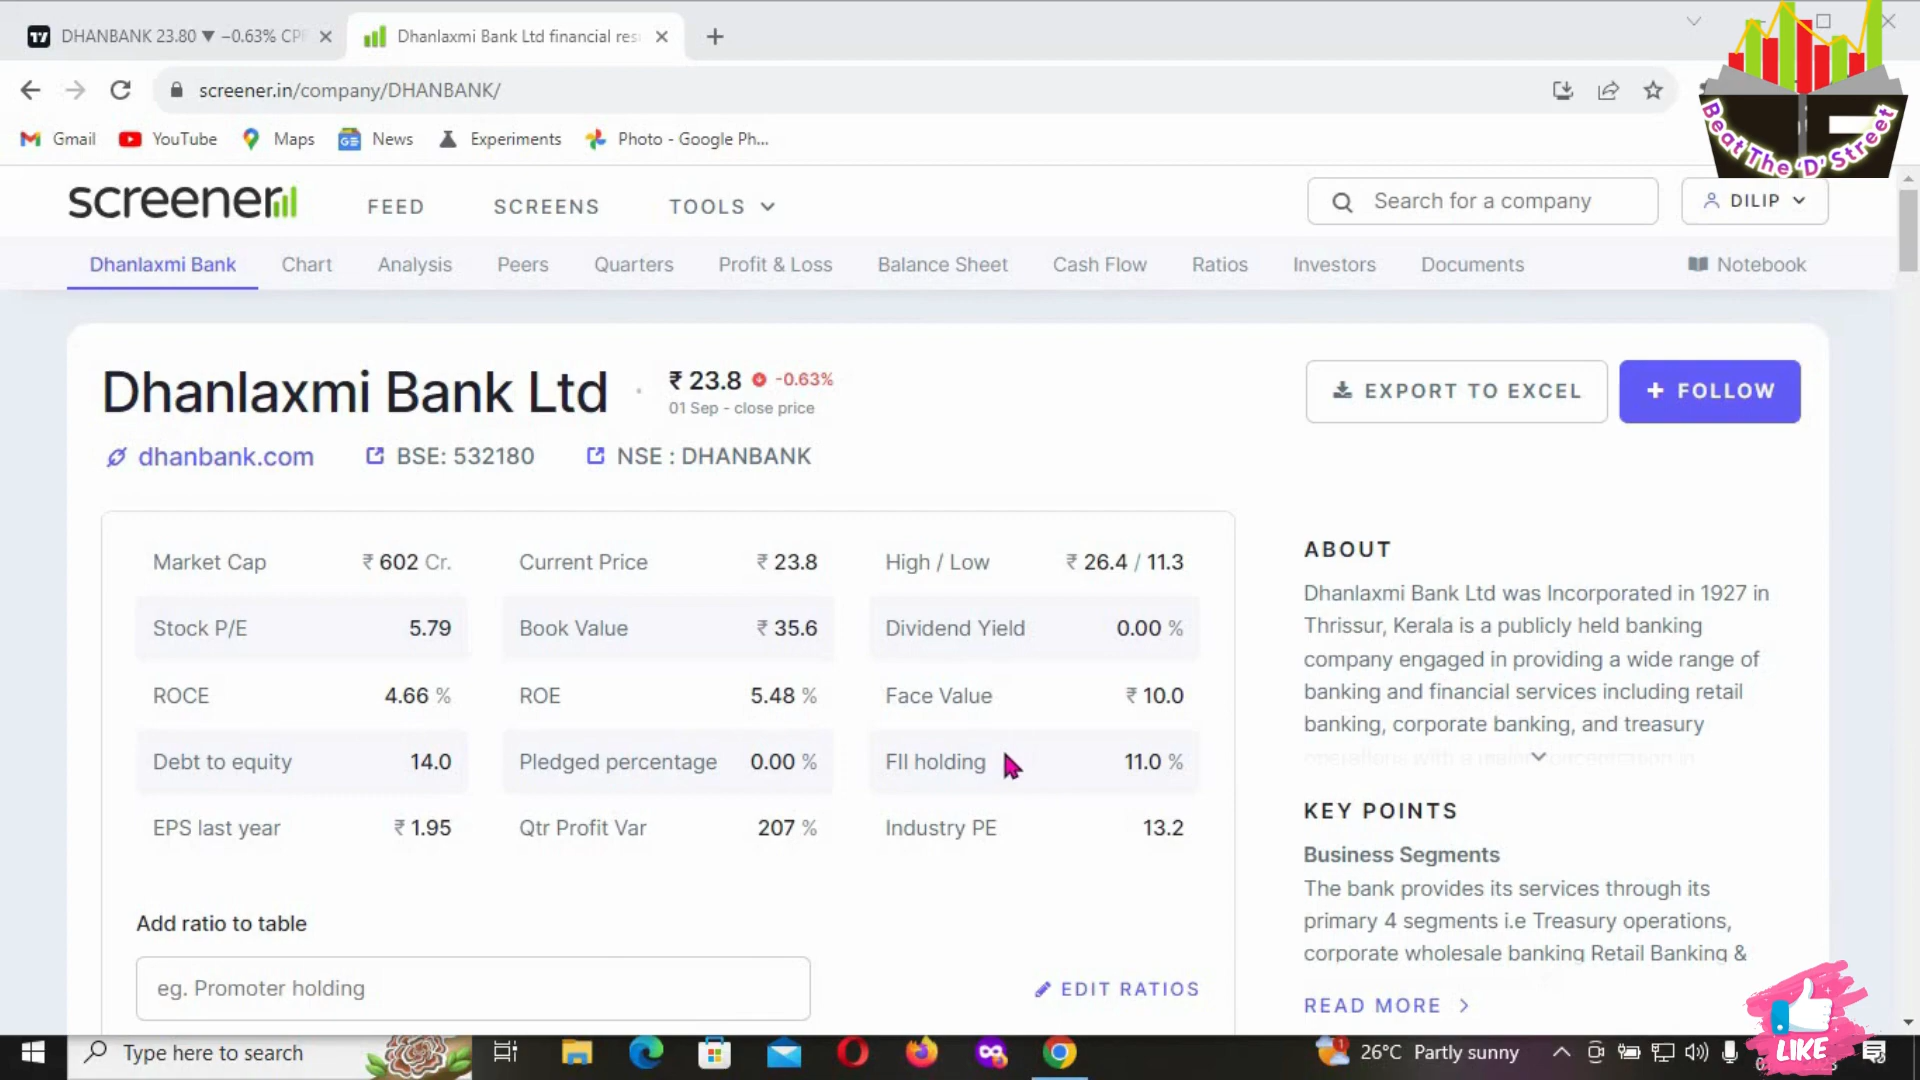 DHANBANK 23.80 ▼ −0.63%
Dhanlaxmi Bank Ltd financial res
screener.in/company/DHANBANK/
Gmail YouTube Maps News Experiments Photo - Google Ph...
Beat The 'D' Street
screener FEED SCREENS TOOLS Search for a company DILIP
Dhanlaxmi Bank Chart Analysis Peers Quarters Profit & Loss Balance Sheet Cash Flow Ratios Investors Documents Notebook
Dhanlaxmi Bank Ltd
₹ 23.8 -0.63%
01 Sep - close price
EXPORT TO EXCEL
+ FOLLOW
dhanbank.com BSE: 532180 NSE : DHANBANK
Market Cap ₹ 602 Cr. Current Price ₹ 23.8 High / Low ₹ 26.4 / 11.3
Stock P/E 5.79 Book Value ₹ 35.6 Dividend Yield 0.00 %
ROCE 4.66 % ROE 5.48 % Face Value ₹ 10.0
Debt to equity 14.0 Pledged percentage 0.00 % FII holding 11.0 %
EPS last year ₹ 1.95 Qtr Profit Var 207 % Industry PE 13.2
Add ratio to table
eg. Promoter holding
EDIT RATIOS
ABOUT
Dhanlaxmi Bank Ltd was Incorporated in 1927 in
Thrissur, Kerala is a publicly held banking
company engaged in providing a wide range of
banking and financial services including retail
banking, corporate banking, and treasury
operations with a major concentration in
KEY POINTS
Business Segments
The bank provides its services through its
primary 4 segments i.e Treasury operations,
corporate wholesale banking Retail Banking &
READ MORE
LIKE
Type here to search
26°C Partly sunny